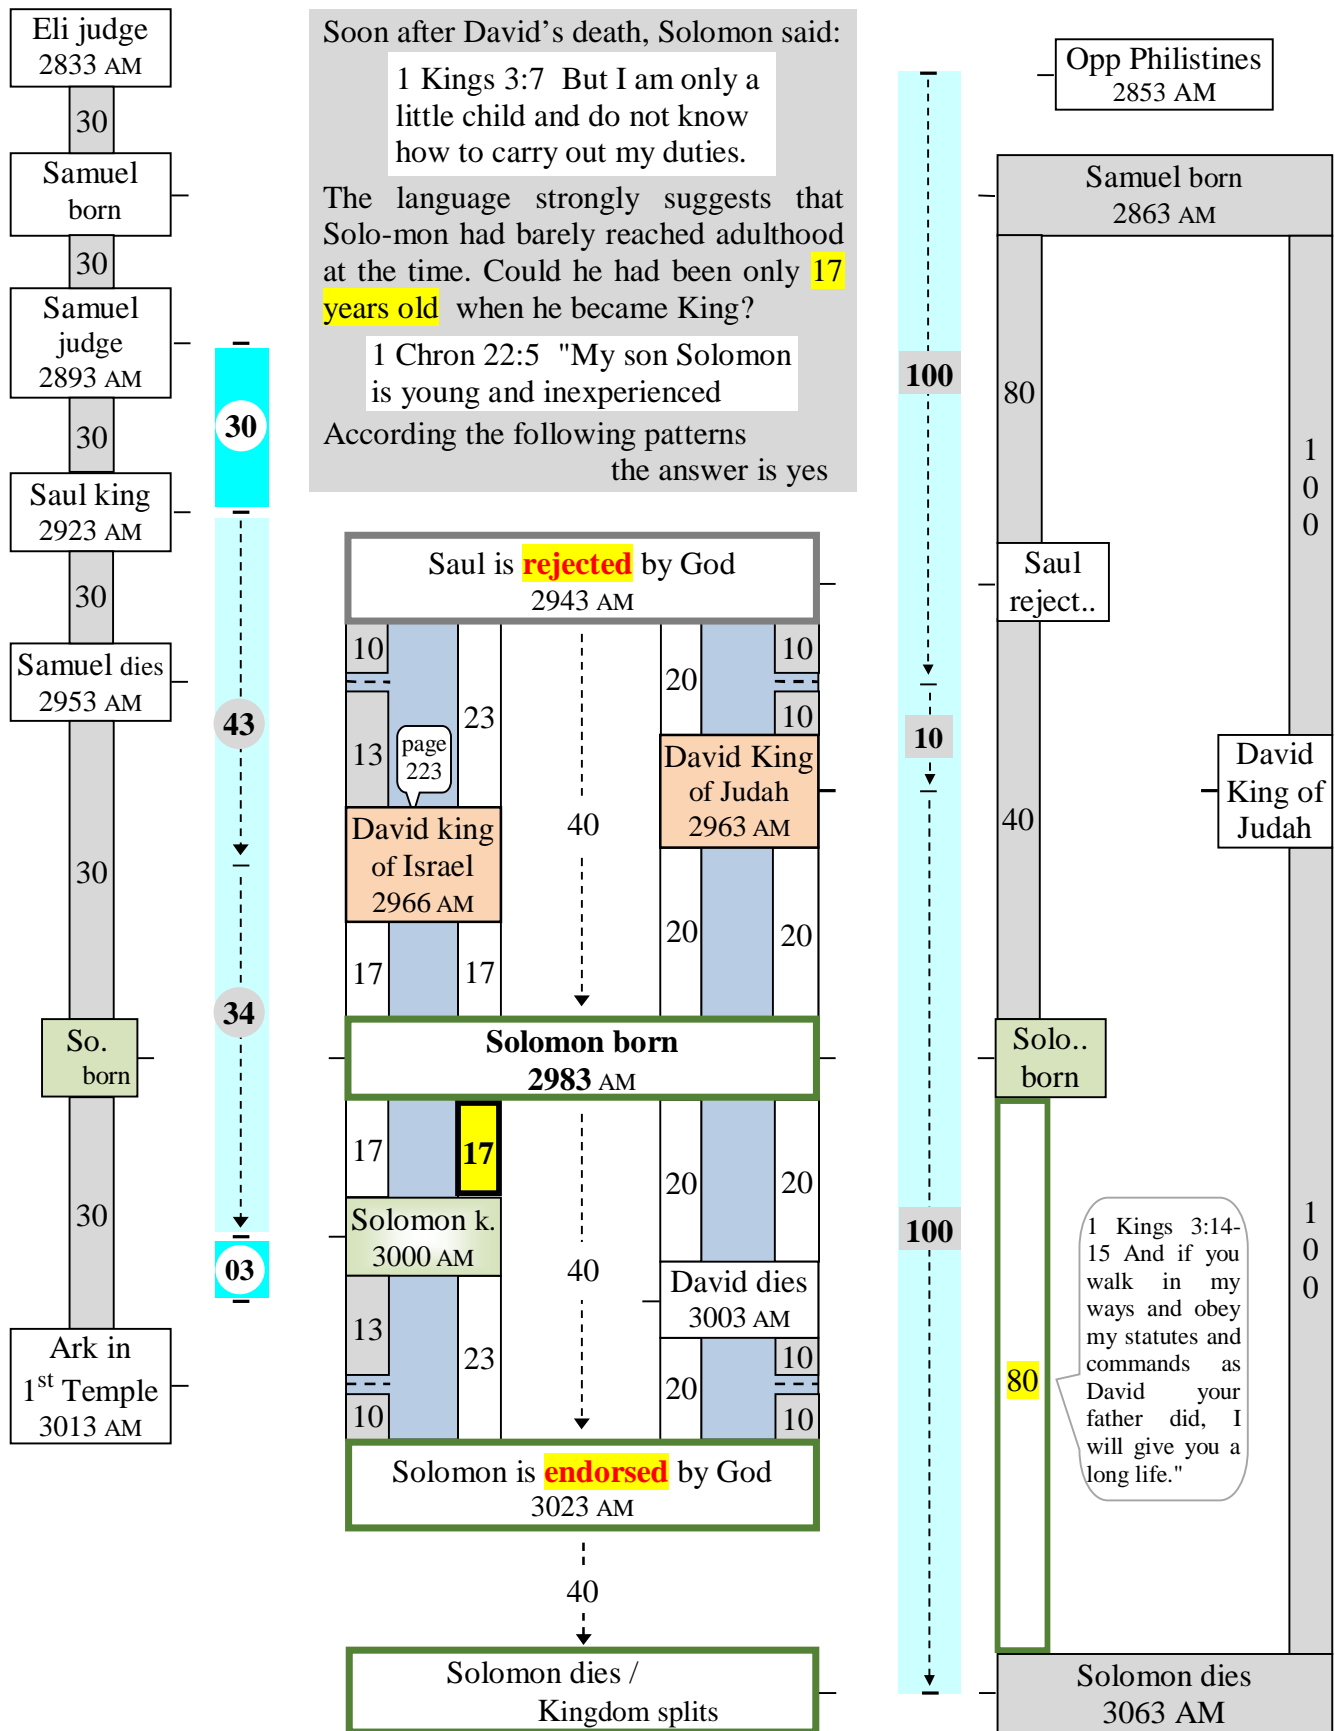 Eli judge
2833 AM
30
Samuel
born
30
Samuel
judge
2893 AM
30
Saul king
2923 AM
30
Samuel dies
2953 AM
30
So.
born
30
Ark in
1st Temple
3013 AM
30
43
34
03
Soon after David’s death, Solomon said:
1 Kings 3:7 But I am only a
little child and do not know
how to carry out my duties.
The language strongly suggests that
Solo-mon had barely reached adulthood
at the time. Could he had been only 17
years old when he became King?
1 Chron 22:5 "My son Solomon
is young and inexperienced
According the following patterns
the answer is yes
Saul is rejected by God
2943 AM
10
23
20
10
13
10
page
223
David king
of Israel
2966 AM
40
David King
of Judah
2963 AM
17
17
20
20
Solomon born
2983 AM
17
17
20
20
Solomon k.
3000 AM
40
David dies
3003 AM
13
23
20
10
10
10
Solomon is endorsed by God
3023 AM
40
Solomon dies /
Kingdom splits
100
10
100
Opp Philistines
2853 AM
Samuel born
2863 AM
80
100
Saul
reject..
40
David
King of
Judah
Solo..
born
80
100
1 Kings 3:14-
15 And if you
walk in my
ways and obey
my statutes and
commands as
David your
father did, I
will give you a
long life."
Solomon dies
3063 AM